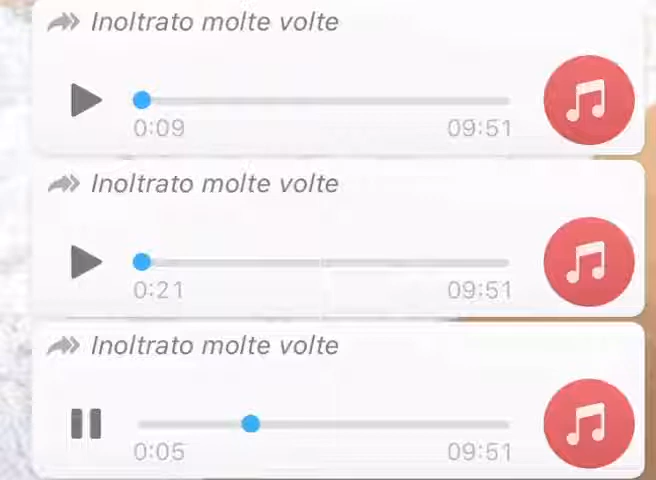 Inoltrato molte volte
0:09 09:51
Inoltrato molte volte
0:21 09:51
Inoltrato molte volte
0:05 09:51